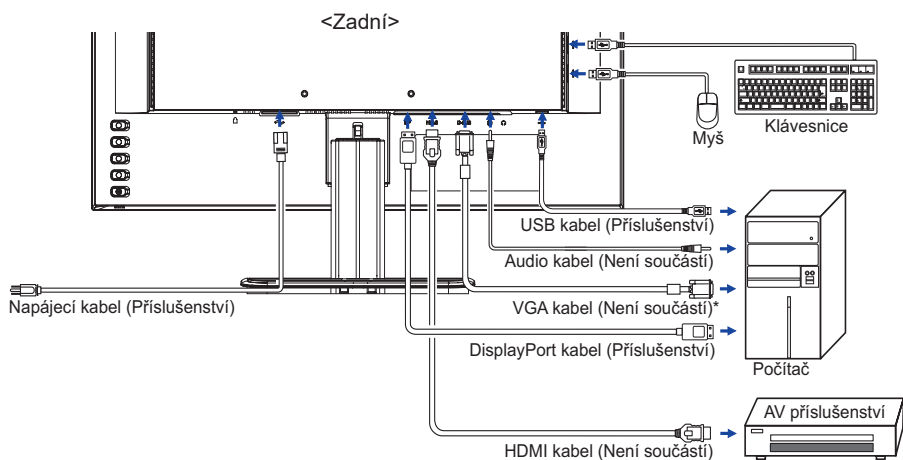 <Zadní>
Klávesnice
Myš
USB kabel (Příslušenství)
Audio kabel (Není součástí)
Napájecí kabel (Příslušenství)
VGA kabel (Není součástí)*
DisplayPort kabel (Příslušenství)
Počítač
AV příslušenství
HDMI kabel (Není součástí)